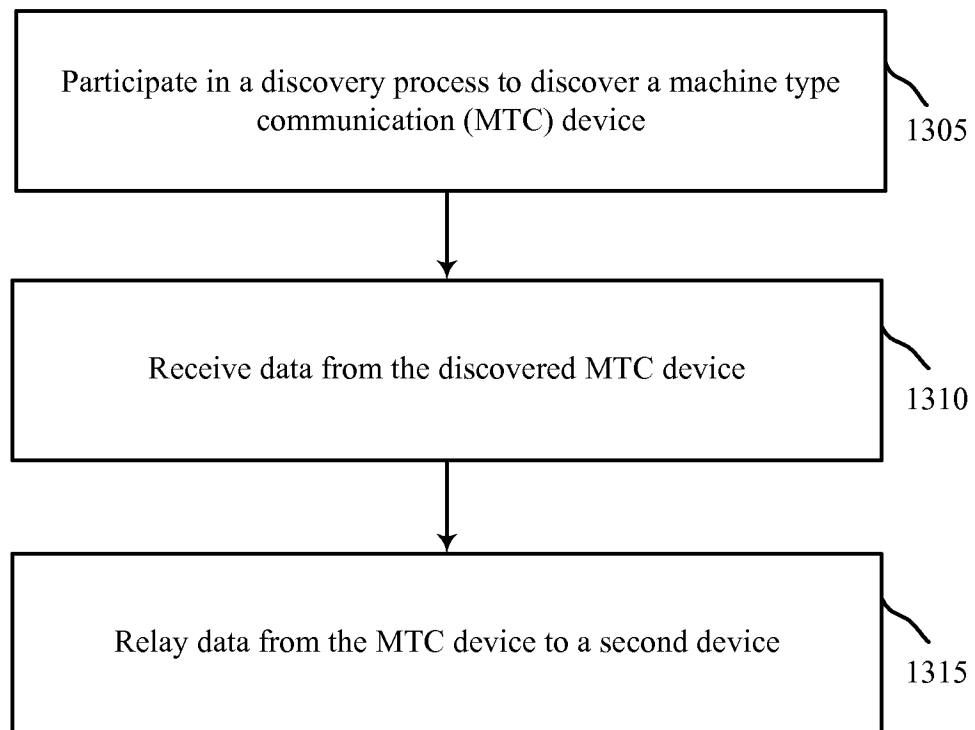 Participate in a discovery process to discover a machine type
communication (MTC) device
1305
Receive data from the discovered MTC device
1310
Relay data from the MTC device to a second device
1315